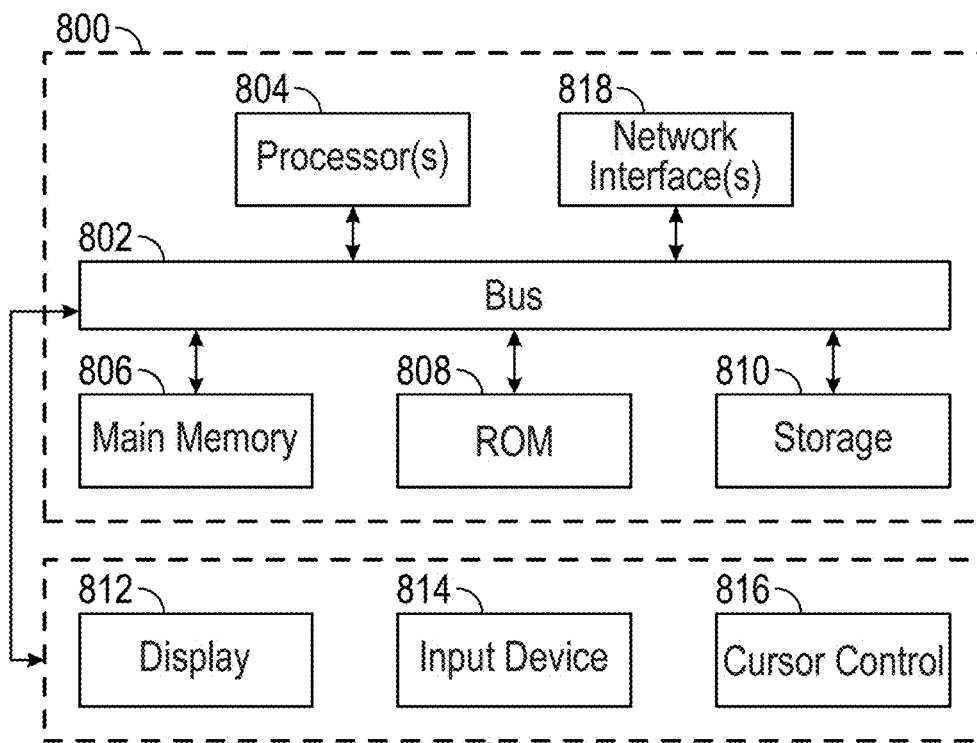 800
804
818
Processor(s)
Network
Interface(s)
802
Bus
806
808
810
Main Memory
ROM
Storage
812
814
816
Display
Input Device
Cursor Control